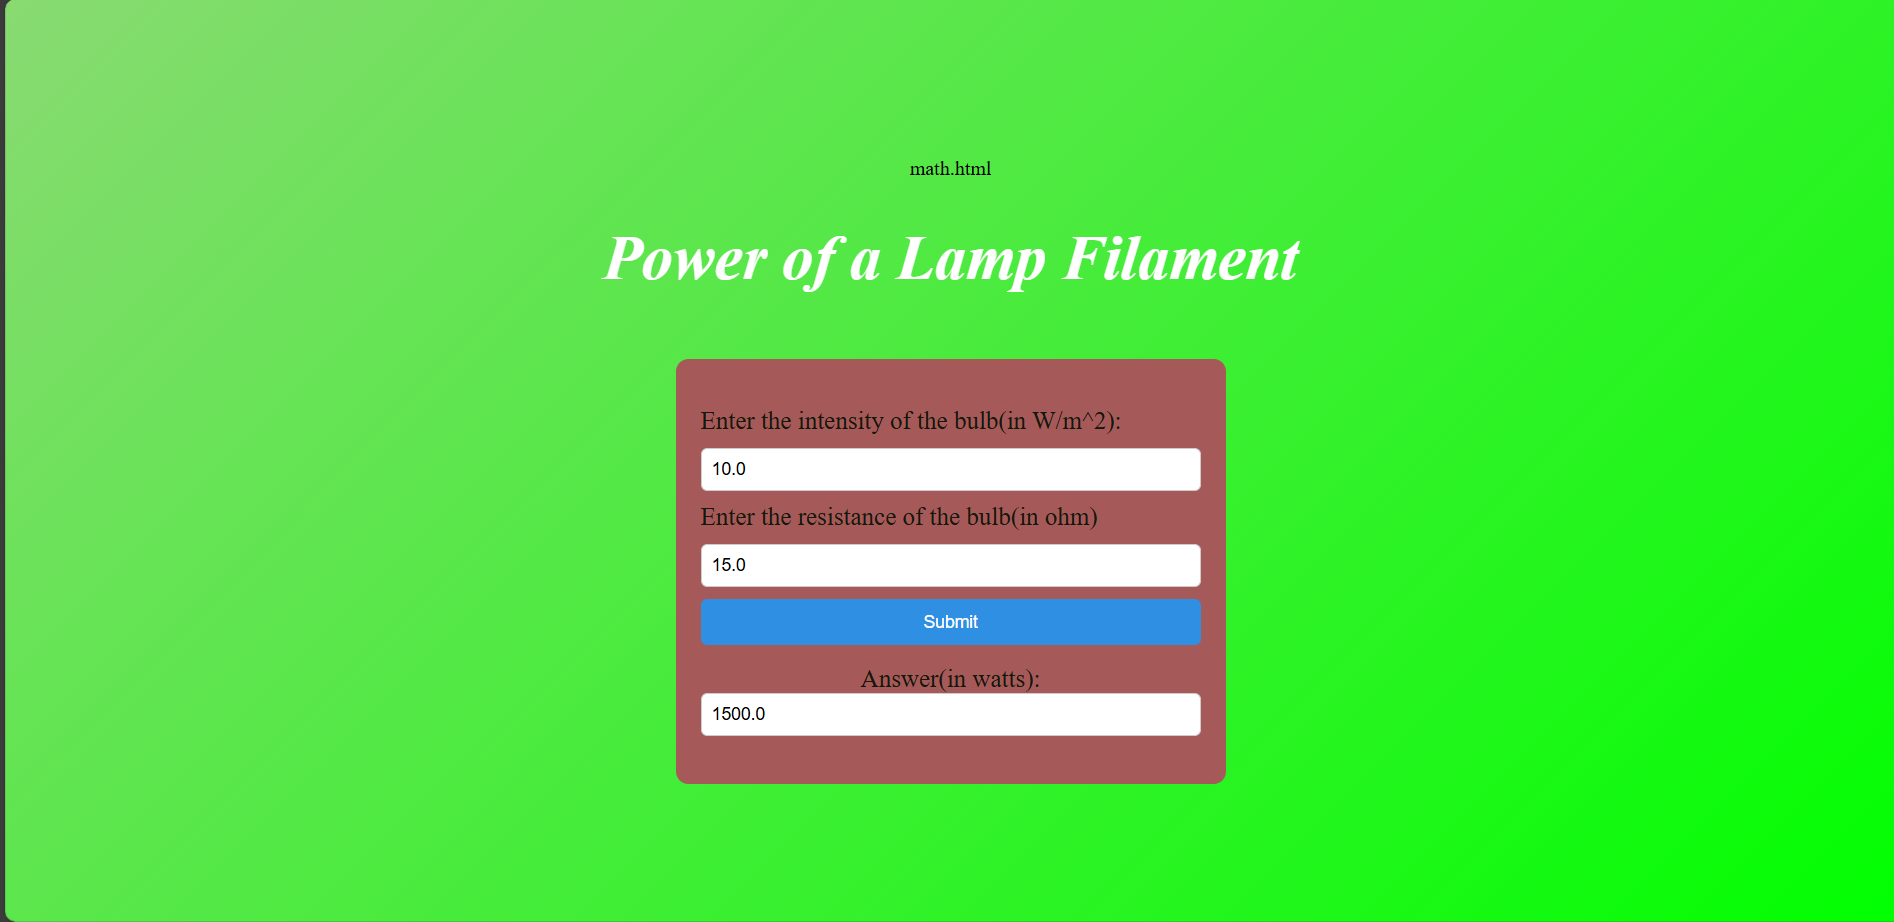 math.html
Power of a Lamp Filament
Enter the intensity of the bulb(in W/m^2):
10.0
Enter the resistance of the bulb(in ohm)
15.0
Submit
Answer(in watts):
1500.0